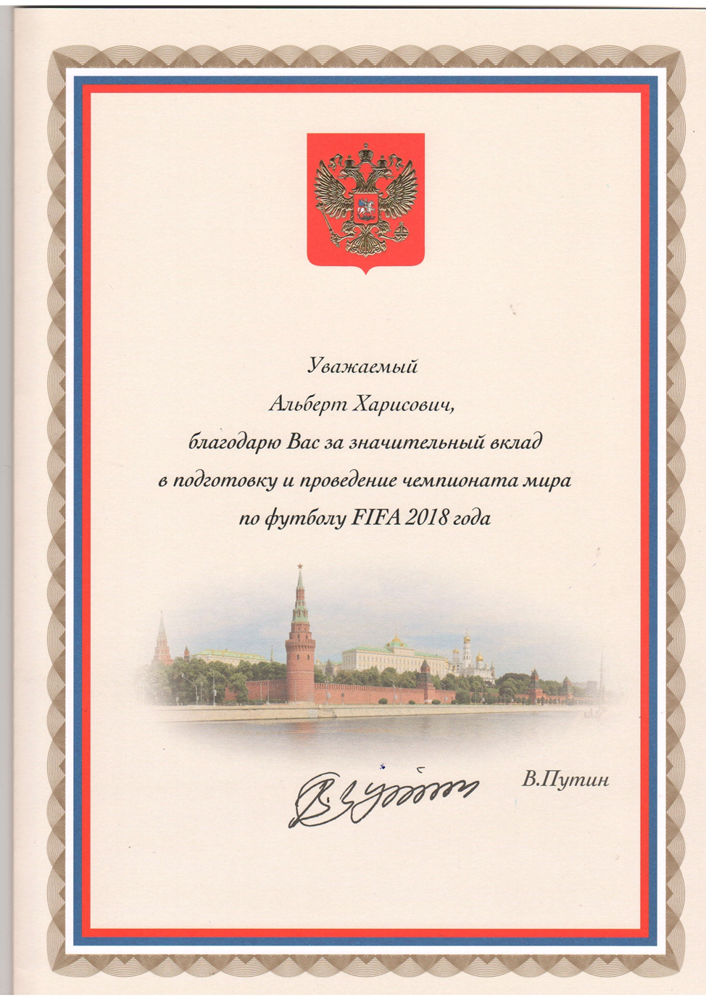 Уважаемый
Альберт Харисович,
благодарю Вас за значительный вклад
в подготовку и проведение чемпионата мира
по футболу FIFA 2018 года
В.Путин